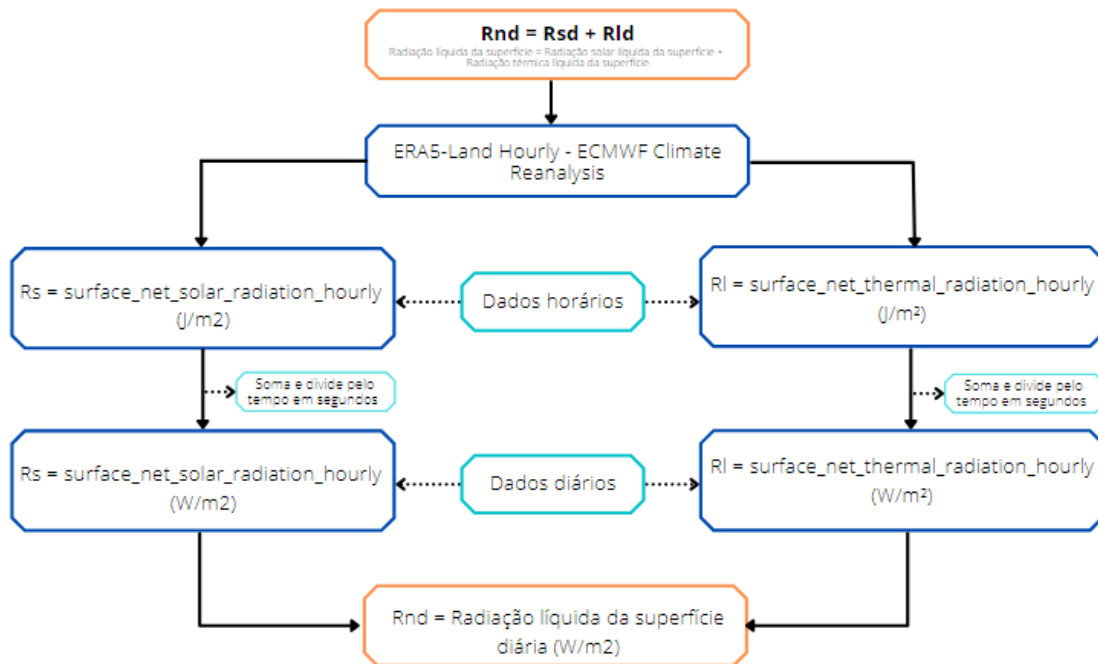 Rnd = Rsd + Rld
Radiação líquida da superfície = Radiação solar líquida da superfície +
Radiação térmica líquida da superfície
ERA5-Land Hourly - ECMWF Climate
Reanalysis
Rs = surface_net_solar_radiation_hourly
(J/m2)
Dados horários
Rl = surface_net_thermal_radiation_hourly
(J/m²)
Soma e divide pelo
tempo em segundos
Soma e divide pelo
tempo em segundos
Rs = surface_net_solar_radiation_hourly
(W/m2)
Dados diários
Rl = surface_net_thermal_radiation_hourly
(W/m²)
Rnd = Radiação líquida da superfície
diária (W/m2)